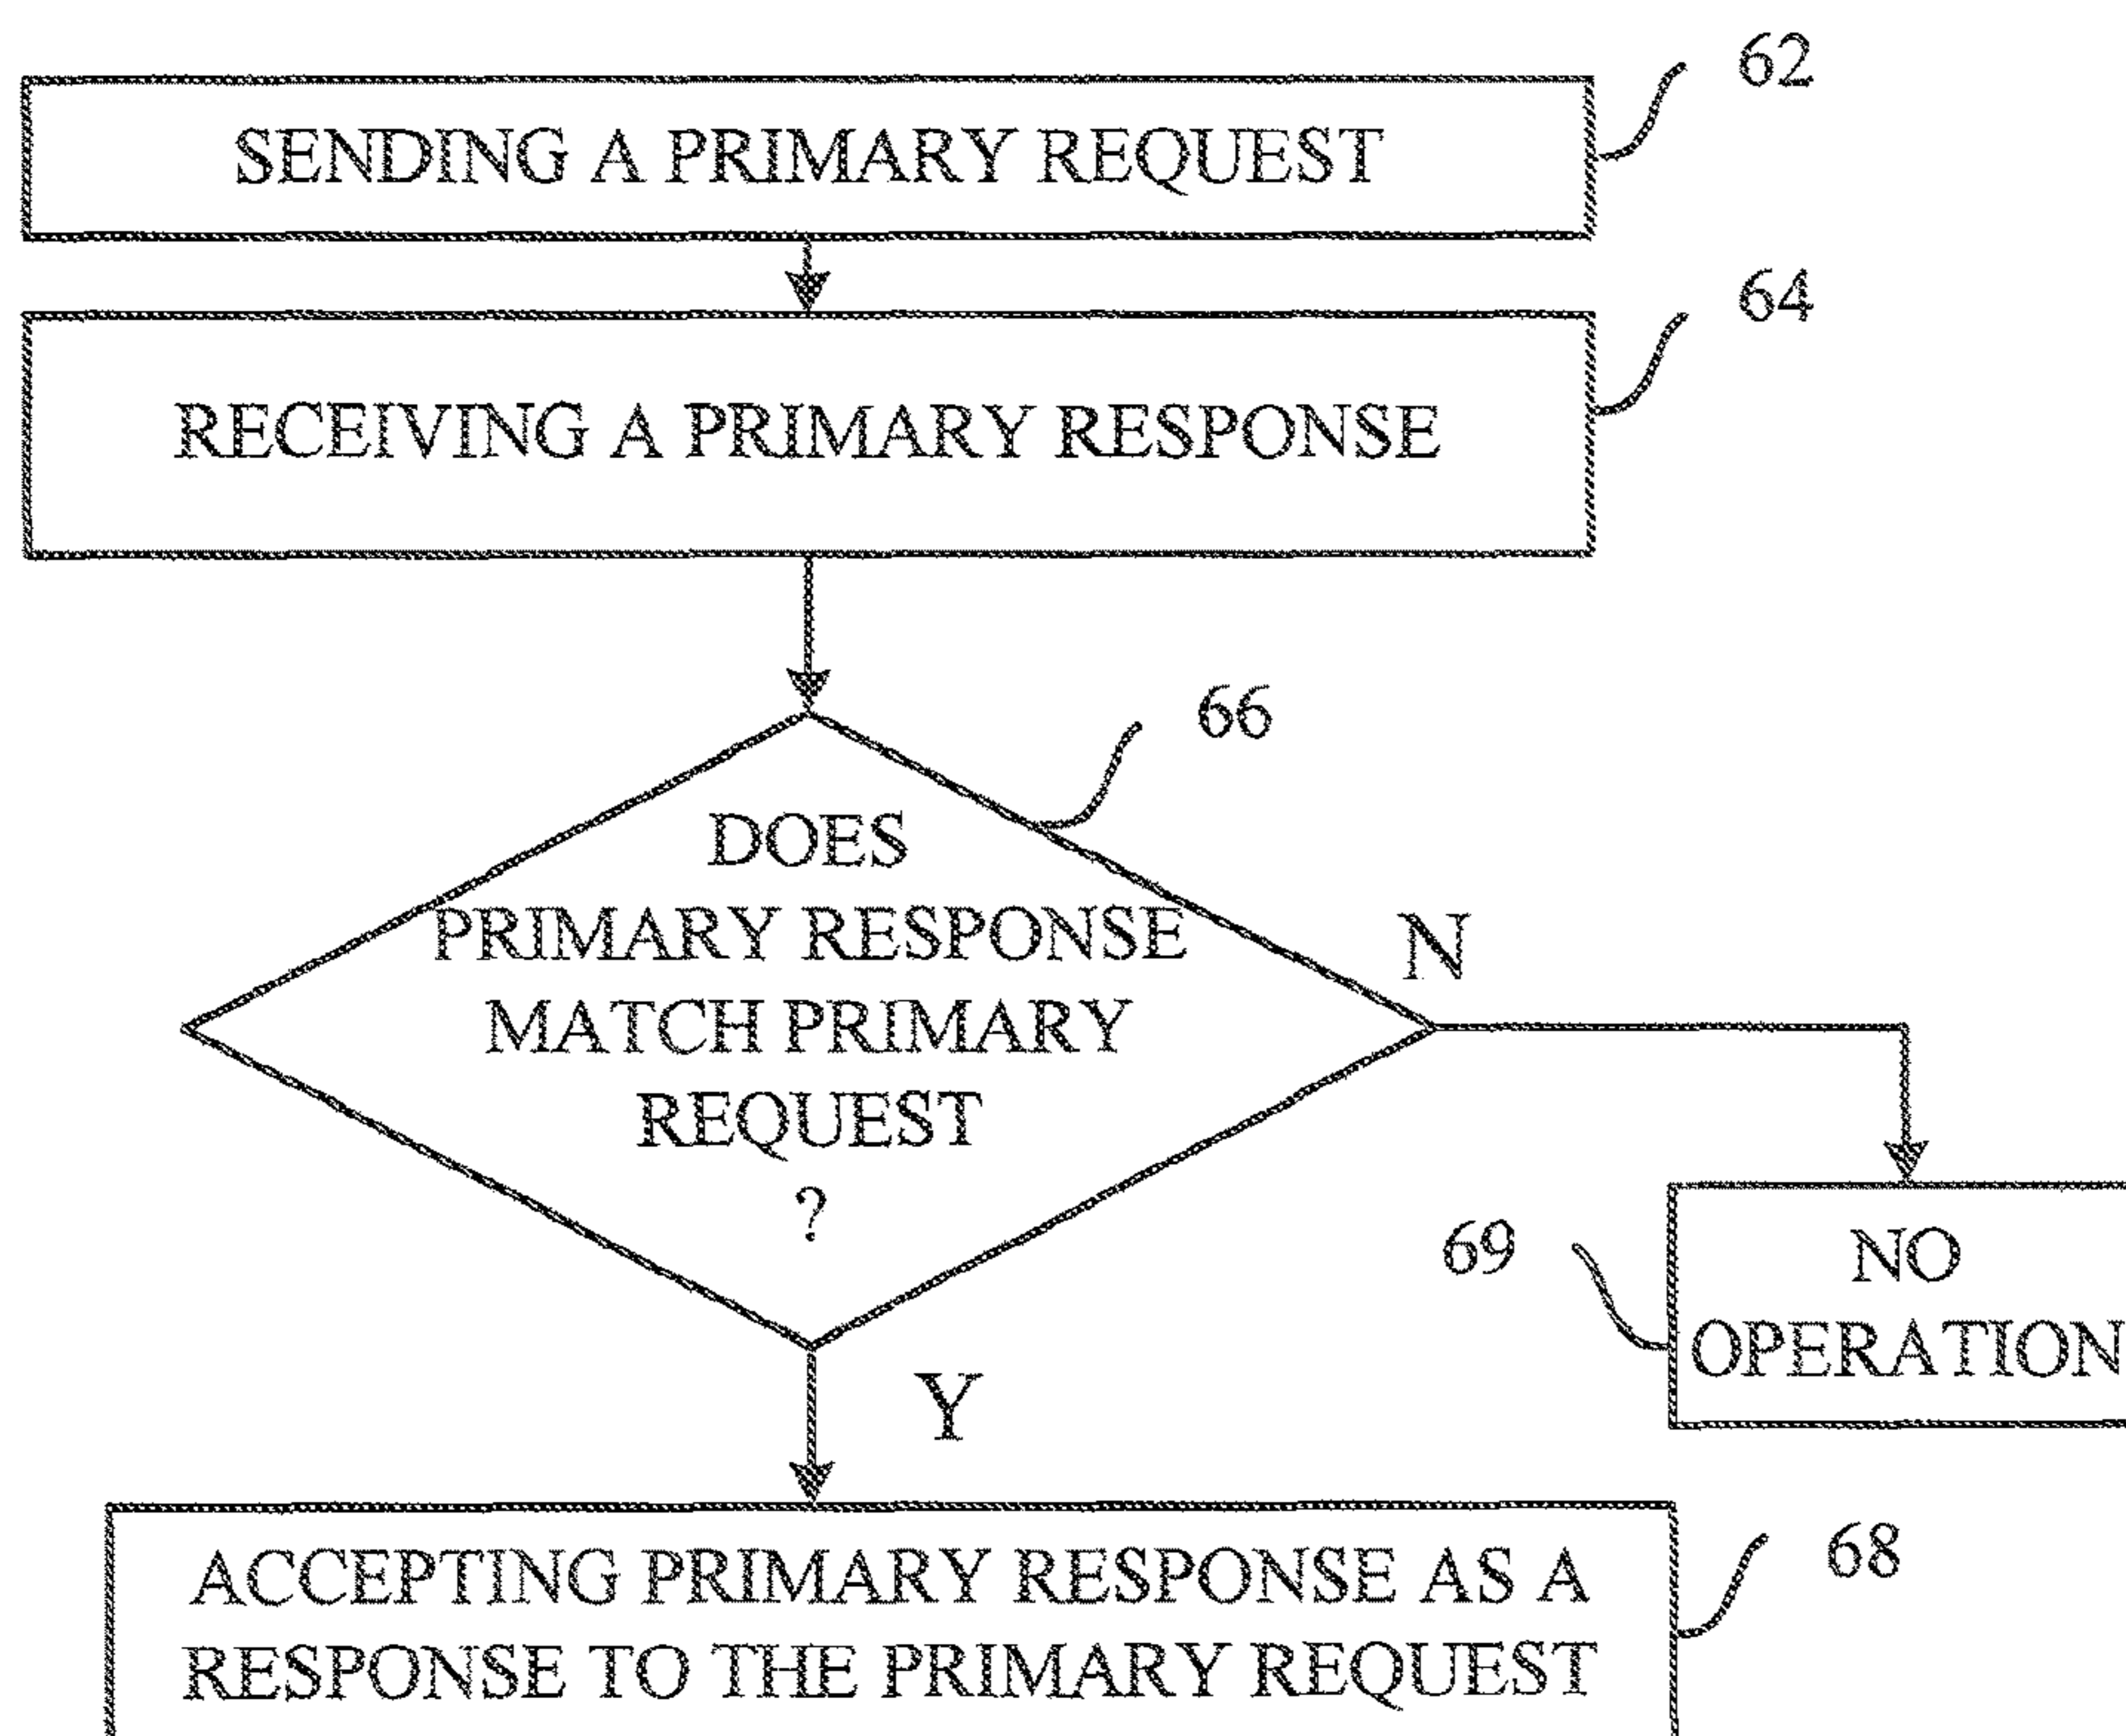 62
SENDING A PRIMARY REQUEST
64
RECEIVING A PRIMARY RESPONSE
66
DOES
PRIMARY RESPONSE
MATCH PRIMARY
REQUEST
?
N
69
NO
OPERATION
Y
68
ACCEPTING PRIMARY RESPONSE AS A
RESPONSE TO THE PRIMARY REQUEST